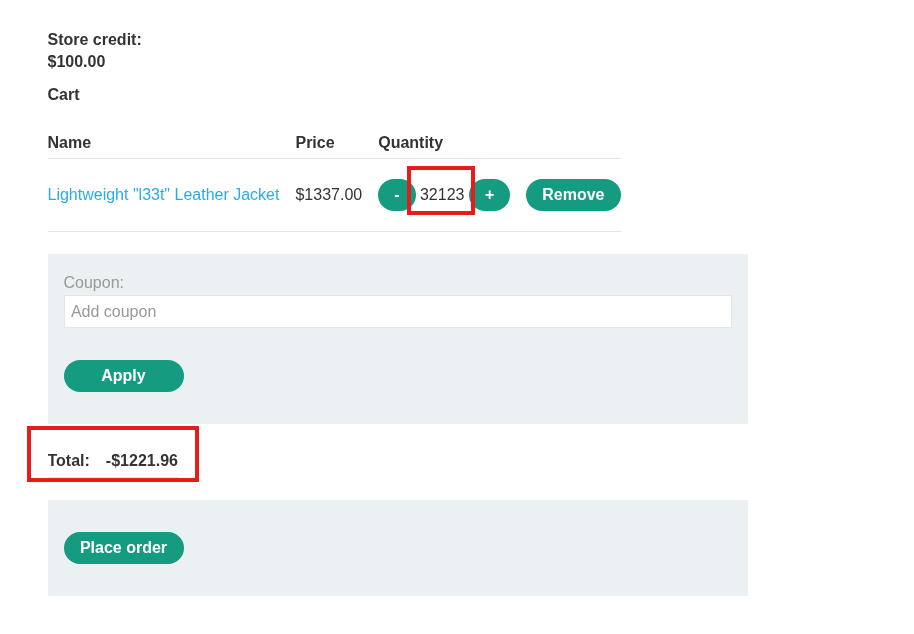 Store credit:
$100.00
Cart
Name Price Quantity
Lightweight "l33t" Leather Jacket $1337.00 - 32123 + Remove
Coupon:
Add coupon
Apply
Total: -$1221.96
Place order